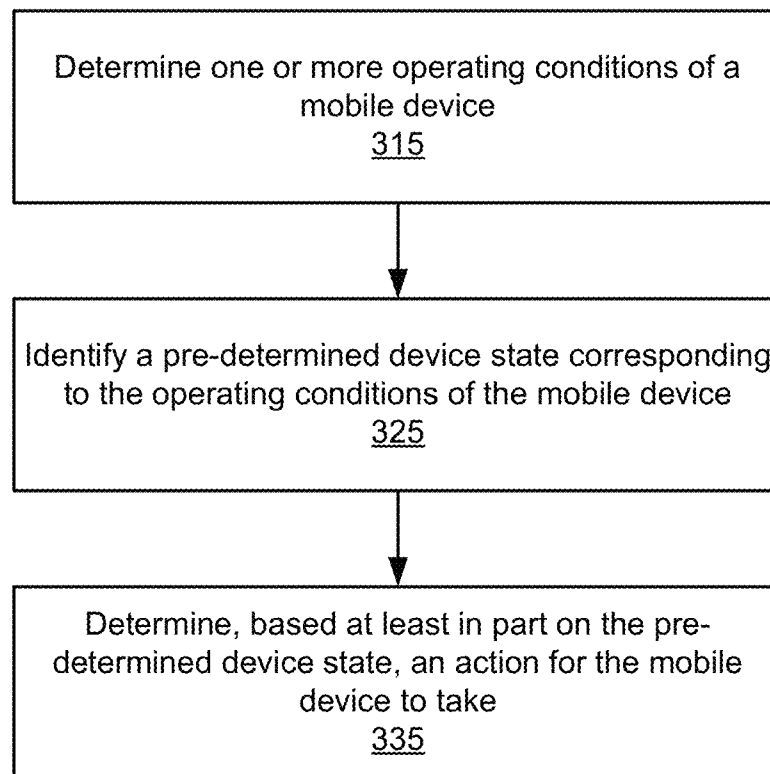 Determine one or more operating conditions of a
mobile device
315
Identify a pre-determined device state corresponding
to the operating conditions of the mobile device
325
Determine, based at least in part on the pre-
determined device state, an action for the mobile
device to take
335